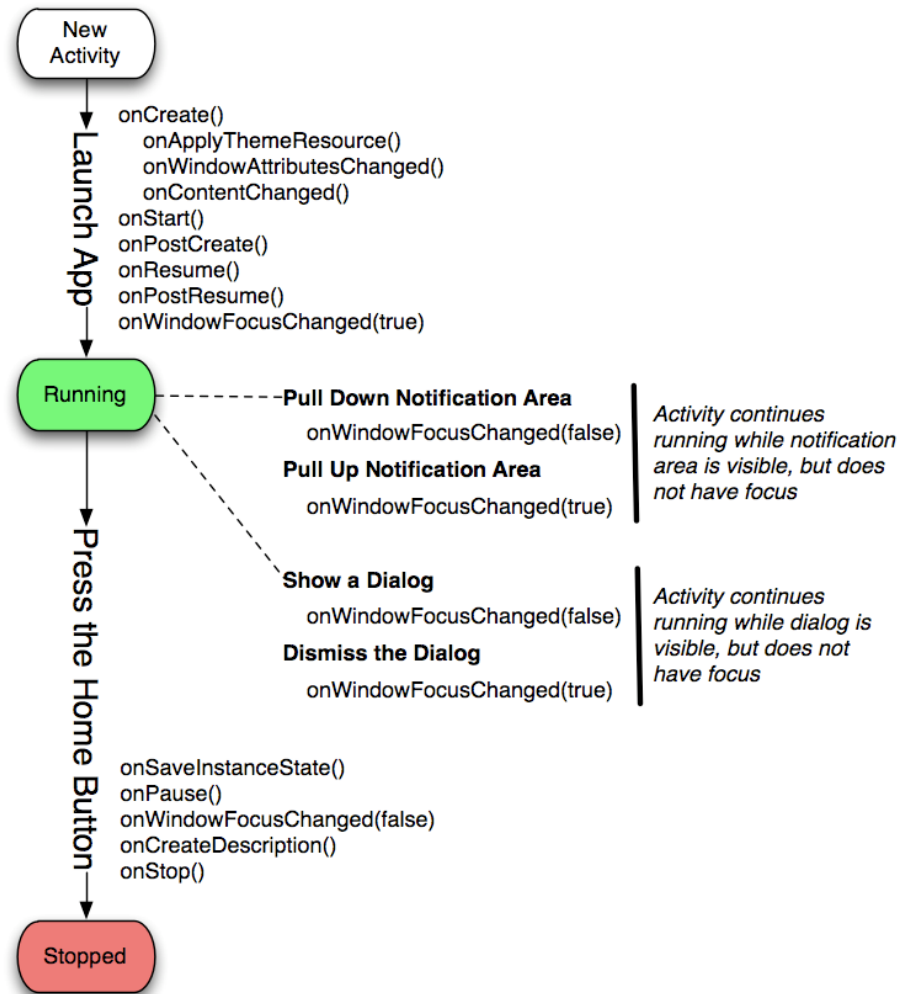 New
Activity
Launch App
onCreate()
onApplyThemeResource()
onWindowAttributesChanged()
onContentChanged()
onStart()
onPostCreate()
onResume()
onPostResume()
onWindowFocusChanged(true)
Running
Pull Down Notification Area
onWindowFocusChanged(false)
Pull Up Notification Area
onWindowFocusChanged(true)
Activity continues
running while notification
area is visible, but does
not have focus
Show a Dialog
onWindowFocusChanged(false)
Dismiss the Dialog
onWindowFocusChanged(true)
Activity continues
running while dialog is
visible, but does not
have focus
Press the Home Button
onSaveInstanceState()
onPause()
onWindowFocusChanged(false)
onCreateDescription()
onStop()
Stopped